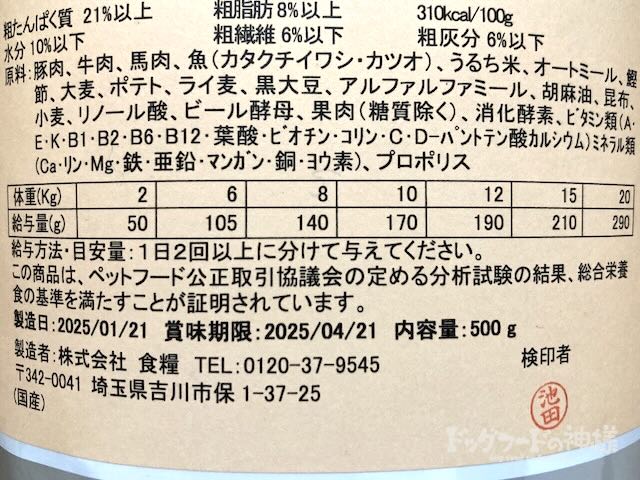 粗たんぱく質 21%以上 粗脂肪 8%以上 310kcal/100g
水分 10%以下 粗繊維 6%以下 粗灰分 6%以下
原料:豚肉、牛肉、馬肉、魚(カタクチイワシ・カツオ)、うるち米、オートミール、鰹
節、大麦、ポテト、ライ麦、黒大豆、アルファルファミール、胡麻油、昆布、
小麦、リノール酸、ビール酵母、果肉(糖質除く)、消化酵素、ビタミン類(A・
E・K・B1・B2・B6・B12・葉酸・ビオチン・コリン・C・D-パントテン酸カルシウム)ミネラル類
(Ca・リン・Mg・鉄・亜鉛・マンガン・銅・ヨウ素)、プロポリス
体重(Kg) 2 6 8 10 12 15 20
給与量(g) 50 105 140 170 190 210 290
給与方法・目安量:1日2回以上に分けて与えてください。
この商品は、ペットフード公正取引協議会の定める分析試験の結果、総合栄養
食の基準を満たすことが証明されています。
製造日:2025/01/21 賞味期限:2025/04/21 内容量:500g
製造者:株式会社 食糧 TEL:0120-37-9545 検印者
〒342-0041 埼玉県吉川市保 1-37-25
(国産)
池田
ドッグフードの神様